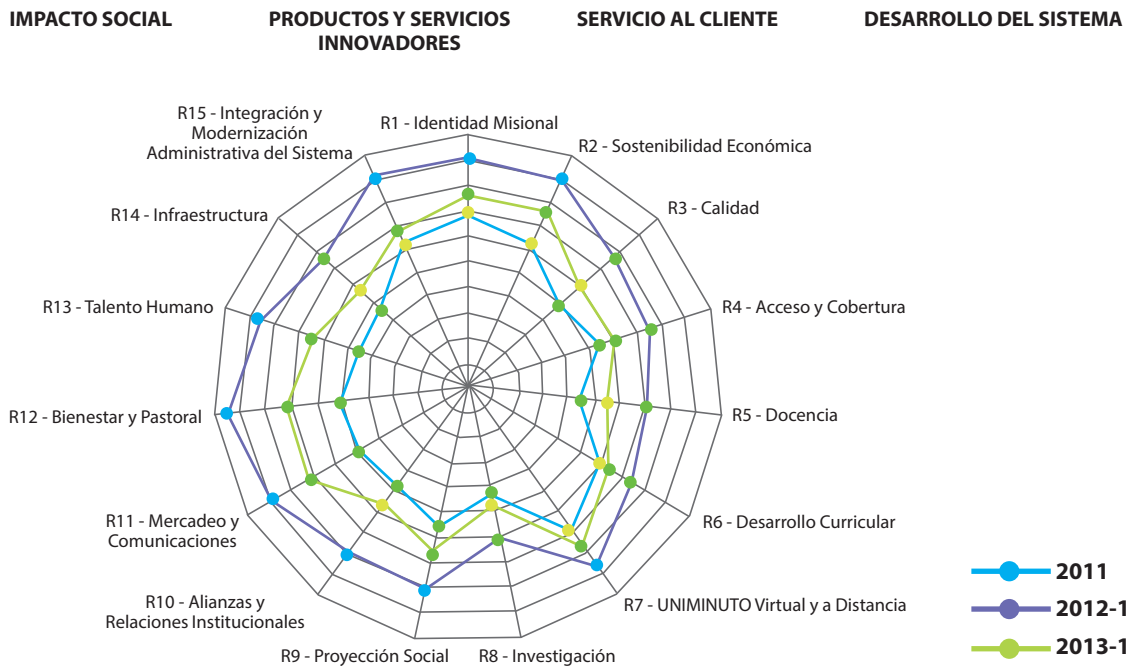 IMPACTO SOCIAL
PRODUCTOS Y SERVICIOS
INNOVADORES
SERVICIO AL CLIENTE
DESARROLLO DEL SISTEMA
R15 - Integración y
Modernización
Administrativa del Sistema
R1 - Identidad Misional
R2 - Sostenibilidad Económica
R14 - Infraestructura
R3 - Calidad
R13 - Talento Humano
R4 - Acceso y Cobertura
R12 - Bienestar y Pastoral
R5 - Docencia
R11 - Mercadeo y
Comunicaciones
R6 - Desarrollo Curricular
R10 - Alianzas y
Relaciones Institucionales
R7 - UNIMINUTO Virtual y a Distancia
R9 - Proyección Social
R8 - Investigación
2011
2012-1
2013-1